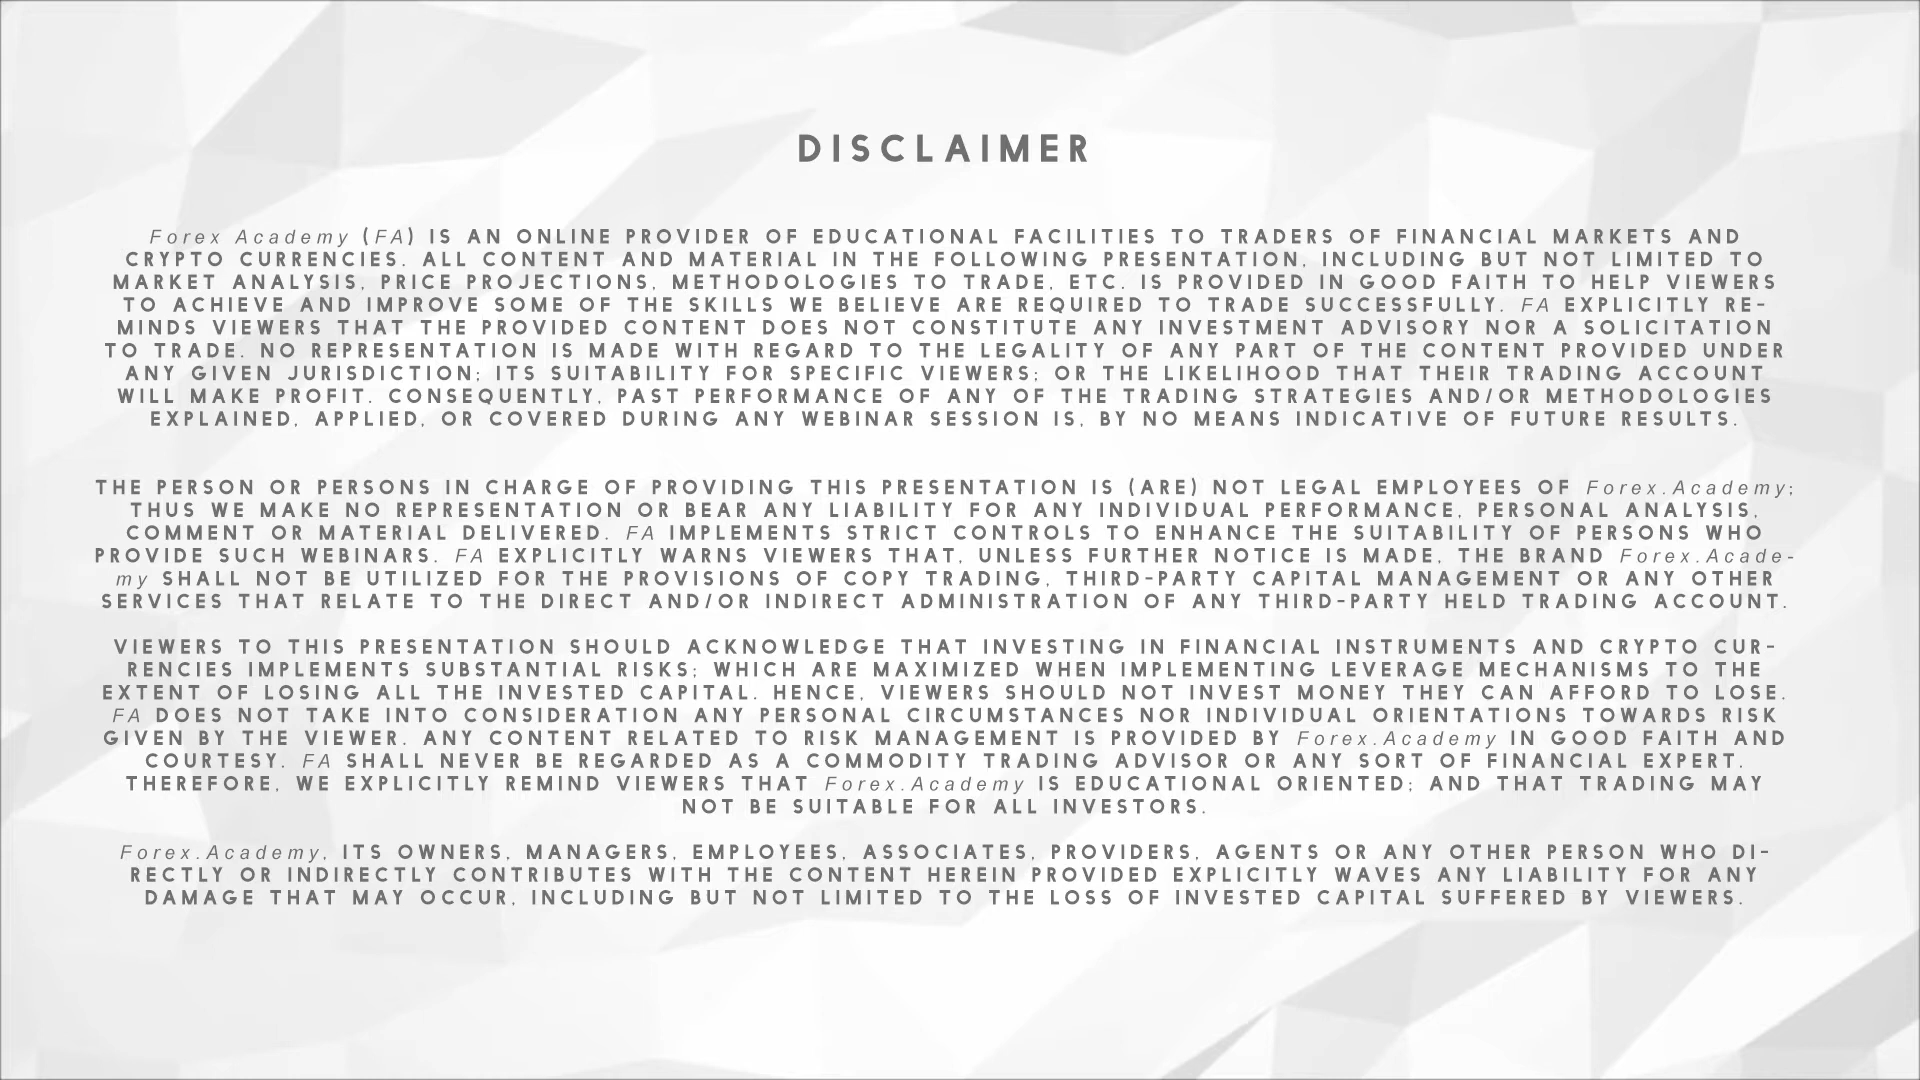 DISCLAIMER
Forex Academy (FA) IS AN ONLINE PROVIDER OF EDUCATIONAL FACILITIES TO TRADERS OF FINANCIAL MARKETS AND
CRYPTO CURRENCIES. ALL CONTENT AND MATERIAL IN THE FOLLOWING PRESENTATION, INCLUDING BUT NOT LIMITED TO
MARKET ANALYSIS, PRICE PROJECTIONS, METHODOLOGIES TO TRADE, ETC. IS PROVIDED IN GOOD FAITH TO HELP VIEWERS
TO ACHIEVE AND IMPROVE SOME OF THE SKILLS WE BELIEVE ARE REQUIRED TO TRADE SUCCESSFULLY. FA EXPLICITLY RE-
MINDS VIEWERS THAT THE PROVIDED CONTENT DOES NOT CONSTITUTE ANY INVESTMENT ADVISORY NOR A SOLICITATION
TO TRADE. NO REPRESENTATION IS MADE WITH REGARD TO THE LEGALITY OF ANY PART OF THE CONTENT PROVIDED UNDER
ANY GIVEN JURISDICTION; ITS SUITABILITY FOR SPECIFIC VIEWERS; OR THE LIKELIHOOD THAT THEIR TRADING ACCOUNT
WILL MAKE PROFIT. CONSEQUENTLY, PAST PERFORMANCE OF ANY OF THE TRADING STRATEGIES AND/OR METHODOLOGIES
EXPLAINED, APPLIED, OR COVERED DURING ANY WEBINAR SESSION IS, BY NO MEANS INDICATIVE OF FUTURE RESULTS.
THE PERSON OR PERSONS IN CHARGE OF PROVIDING THIS PRESENTATION IS (ARE) NOT LEGAL EMPLOYEES OF Forex.Academy;
THUS WE MAKE NO REPRESENTATION OR BEAR ANY LIABILITY FOR ANY INDIVIDUAL PERFORMANCE, PERSONAL ANALYSIS,
COMMENT OR MATERIAL DELIVERED. FA IMPLEMENTS STRICT CONTROLS TO ENHANCE THE SUITABILITY OF PERSONS WHO
PROVIDE SUCH WEBINARS. FA EXPLICITLY WARNS VIEWERS THAT, UNLESS FURTHER NOTICE IS MADE, THE BRAND Forex.Acade-
my SHALL NOT BE UTILIZED FOR THE PROVISIONS OF COPY TRADING, THIRD-PARTY CAPITAL MANAGEMENT OR ANY OTHER
SERVICES THAT RELATE TO THE DIRECT AND/OR INDIRECT ADMINISTRATION OF ANY THIRD-PARTY HELD TRADING ACCOUNT.
VIEWERS TO THIS PRESENTATION SHOULD ACKNOWLEDGE THAT INVESTING IN FINANCIAL INSTRUMENTS AND CRYPTO CUR-
RENCIES IMPLEMENTS SUBSTANTIAL RISKS; WHICH ARE MAXIMIZED WHEN IMPLEMENTING LEVERAGE MECHANISMS TO THE
EXTENT OF LOSING ALL THE INVESTED CAPITAL. HENCE, VIEWERS SHOULD NOT INVEST MONEY THEY CAN AFFORD TO LOSE.
FA DOES NOT TAKE INTO CONSIDERATION ANY PERSONAL CIRCUMSTANCES NOR INDIVIDUAL ORIENTATIONS TOWARDS RISK
GIVEN BY THE VIEWER. ANY CONTENT RELATED TO RISK MANAGEMENT IS PROVIDED BY Forex.Academy IN GOOD FAITH AND
COURTESY. FA SHALL NEVER BE REGARDED AS A COMMODITY TRADING ADVISOR OR ANY SORT OF FINANCIAL EXPERT.
THEREFORE, WE EXPLICITLY REMIND VIEWERS THAT Forex.Academy IS EDUCATIONAL ORIENTED; AND THAT TRADING MAY
NOT BE SUITABLE FOR ALL INVESTORS.
Forex.Academy, ITS OWNERS, MANAGERS, EMPLOYEES, ASSOCIATES, PROVIDERS, AGENTS OR ANY OTHER PERSON WHO DI-
RECTLY OR INDIRECTLY CONTRIBUTES WITH THE CONTENT HEREIN PROVIDED EXPLICITLY WAVES ANY LIABILITY FOR ANY
DAMAGE THAT MAY OCCUR, INCLUDING BUT NOT LIMITED TO THE LOSS OF INVESTED CAPITAL SUFFERED BY VIEWERS.